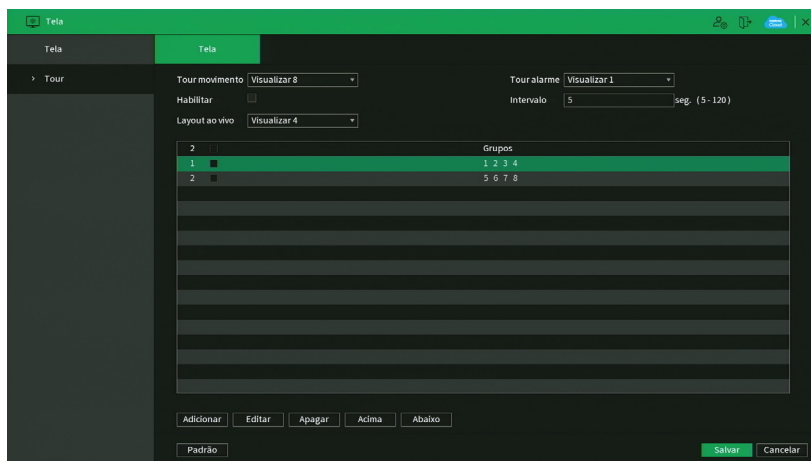 Tela
Cloud
Tela
Tela
> Tour
Tour movimento Visualizar 8
Tour alarme Visualizar 1
Habilitar
Intervalo 5 seg. (5-120)
Layout ao vivo Visualizar 4
2 Grupos
1 1 2 3 4
2 5 6 7 8
Adicionar Editar Apagar Acima Abaixo
Padrão Salvar Cancelar